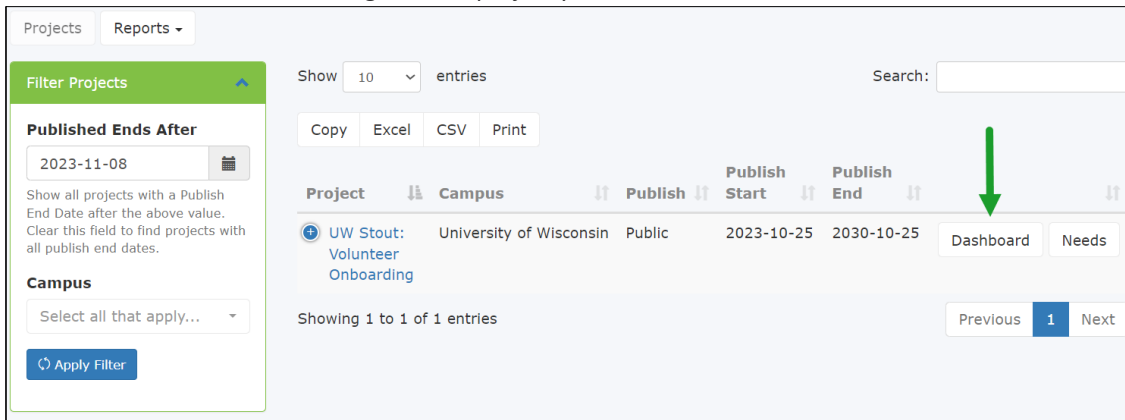 Projects Reports
Filter Projects
Published Ends After
2023-11-08
Show all projects with a Publish
End Date after the above value.
Clear this field to find projects with
all publish end dates.
Campus
Select all that apply...
Apply Filter
Show 10 entries Search:
Copy Excel CSV Print
Project Campus Publish Publish Start Publish End
UW Stout: University of Wisconsin Public 2023-10-25 2030-10-25 Dashboard Needs
Volunteer
Onboarding
Showing 1 to 1 of 1 entries Previous 1 Next